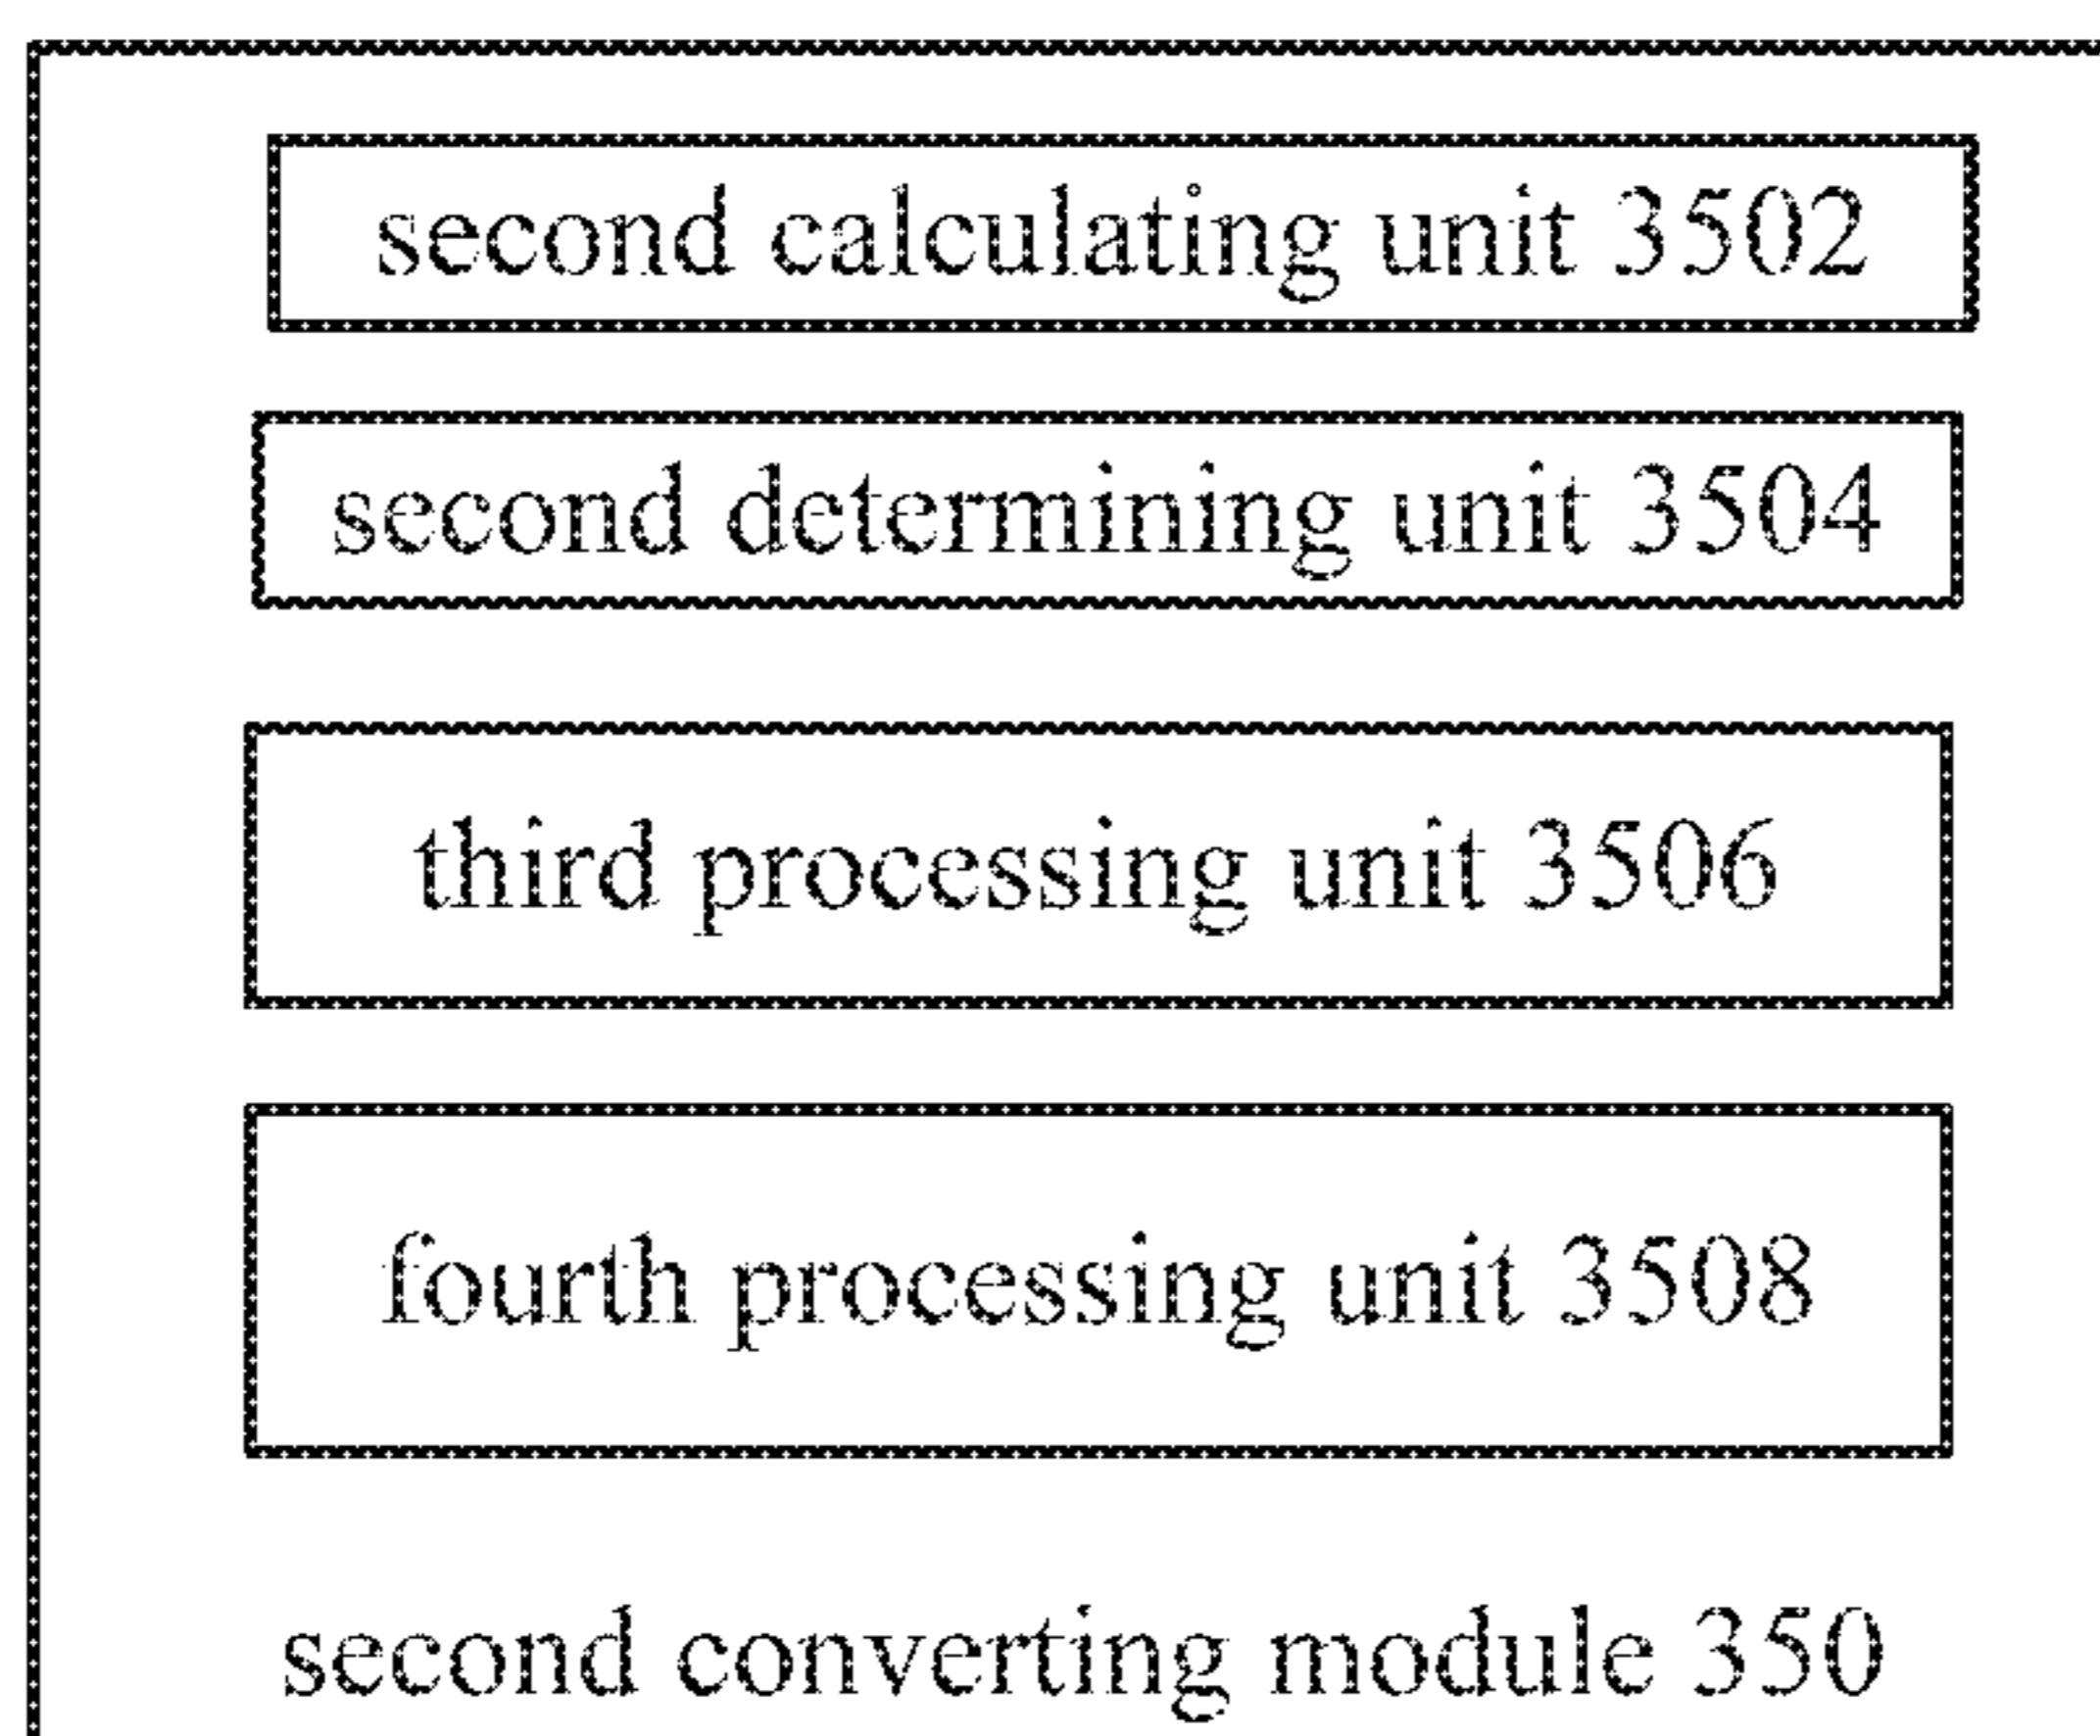 second calculating unit 3502
second determining unit 3504
third processing unit 3506
fourth processing unit 3508
second converting module 350